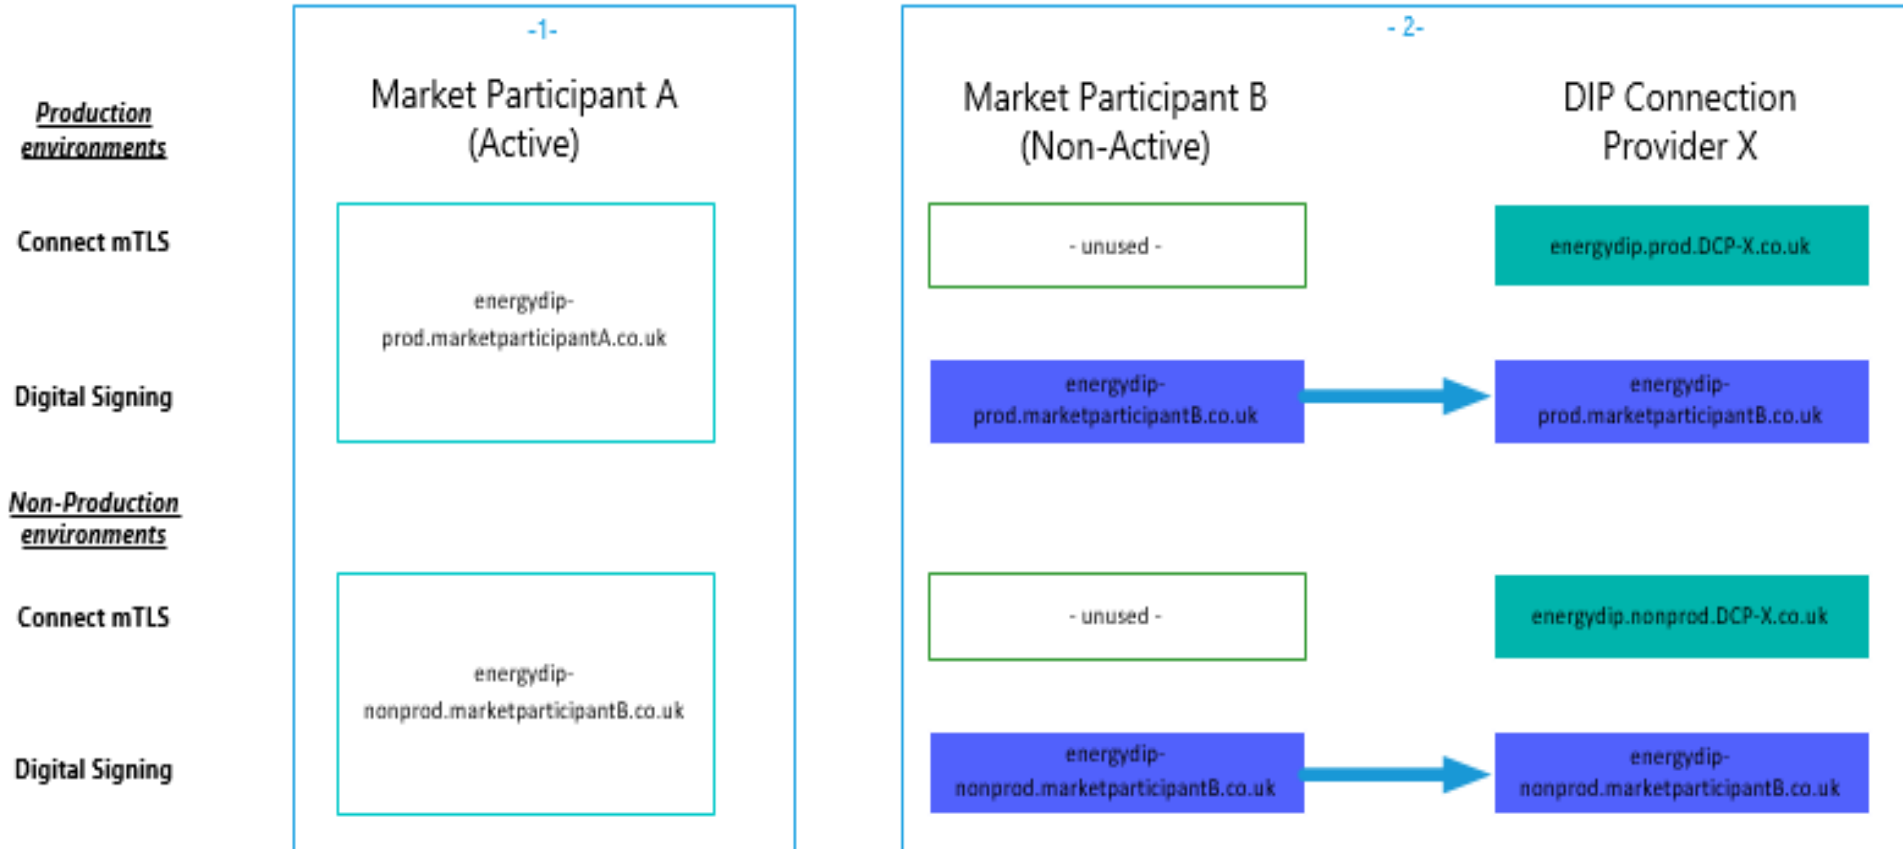 -1-
- 2-
Production
environments
Market Participant A
(Active)
Market Participant B
(Non-Active)
DIP Connection
Provider X
Connect mTLS
energydip-
prod.marketparticipantA.co.uk
- unused -
energydip.prod.DCP-X.co.uk
Digital Signing
energydip-
prod.marketparticipantB.co.uk
energydip-
prod.marketparticipantB.co.uk
Non-Production
environments
Connect mTLS
energydip-
nonprod.marketparticipantB.co.uk
- unused -
energydip.nonprod.DCP-X.co.uk
Digital Signing
energydip-
nonprod.marketparticipantB.co.uk
energydip-
nonprod.marketparticipantB.co.uk